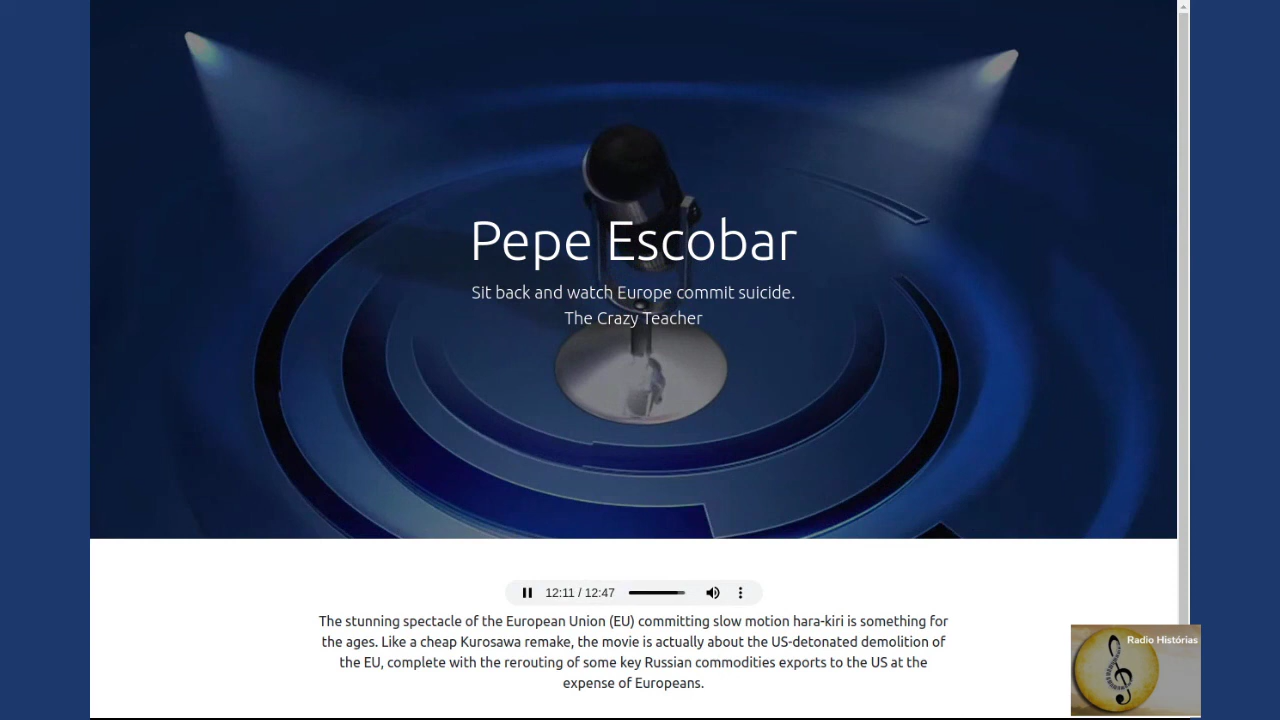 Pepe Escobar
Sit back and watch Europe commit suicide.
The Crazy Teacher
12:11 / 12:47
The stunning spectacle of the European Union (EU) committing slow motion hara-kiri is something for
the ages. Like a cheap Kurosawa remake, the movie is actually about the US-detonated demolition of
the EU, complete with the rerouting of some key Russian commodities exports to the US at the
expense of Europeans.
Radio Histórias